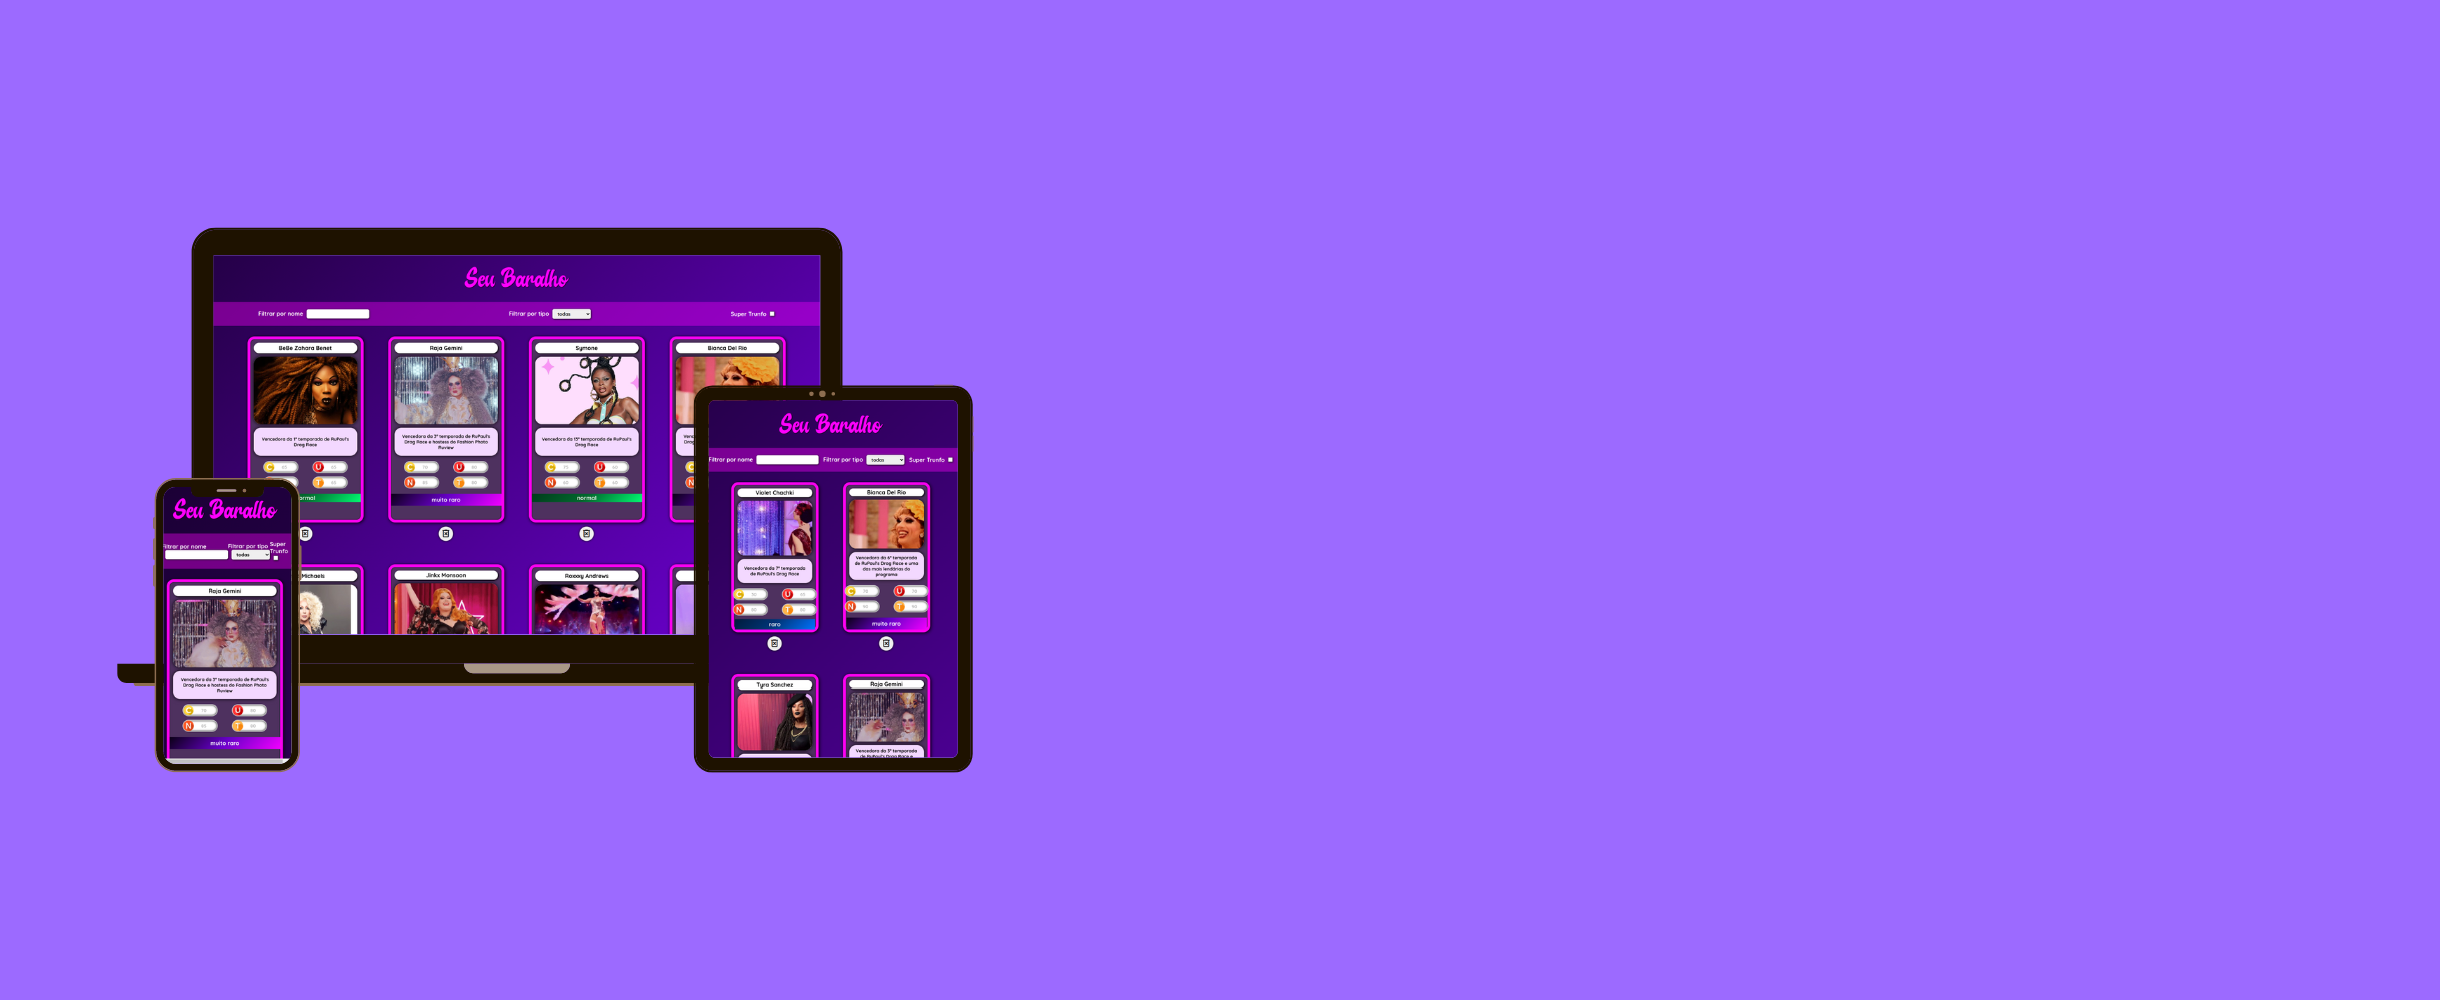 Seu Baralho
Filtrar por nome
Filtrar por tipo
todas
Super Trunfo
BeBe Zahara Benet
Raja Gemini
Symone
Bianca Del Rio
Vencedora da 1ª temporada de RuPaul's
Drag Race
Vencedora da 3ª temporada de RuPaul's
Drag Race e hostess do Fashion Photo
Ruview
Vencedora da 13ª temporada de RuPaul's
Drag Race
C
U
C
U
C
U
N
T
N
T
T
muito raro
normal
Michaels
Jinkx Monsoon
Roxxxy Andrews
Seu Baralho
Filtrar por nome
Filtrar por tipo
todas
Super Trunfo
Violet Chachki
Bianca Del Rio
Vencedora da 7ª temporada
de RuPaul's Drag Race
Vencedora da 6ª temporada
de RuPaul's Drag Race e uma
das mais lendárias do
programa
C
U
C
U
N
T
N
T
raro
muito raro
Tyra Sanchez
Raja Gemini
Vencedora da 3ª temporada
de RuPaul's Drag Race e
Seu Baralho
Filtrar por nome
Filtrar por tipo
todas
Super
Trunfo
Raja Gemini
Vencedora da 3ª temporada de RuPaul's
Drag Race e hostess do Fashion Photo
Ruview
C
U
N
T
muito raro